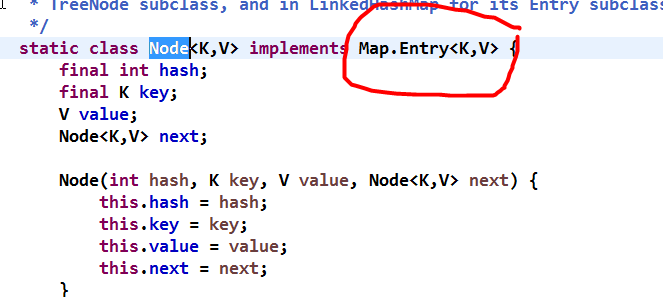 * TreeNode subclass, and in LinkedHashMap for its Entry subclass
*/
static class Node<K,V> implements Map.Entry<K,V> {
final int hash;
final K key;
V value;
Node<K,V> next;
Node(int hash, K key, V value, Node<K,V> next) {
this.hash = hash;
this.key = key;
this.value = value;
this.next = next;
}